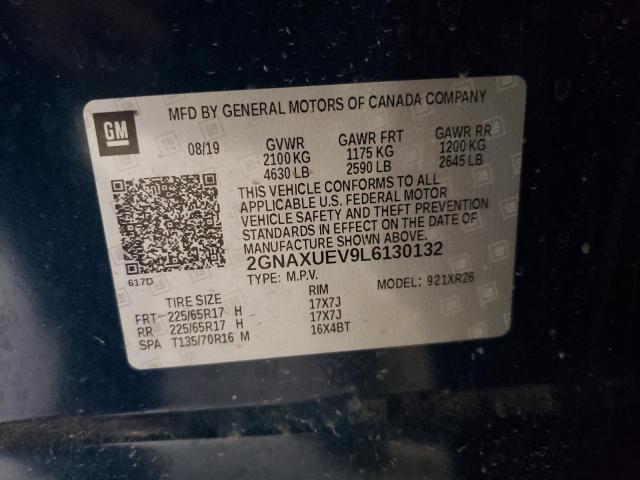 MFD BY GENERAL MOTORS OF CANADA COMPANY
GM
08/19 GVWR GAWR FRT GAWR RR
2100 KG 1175 KG 1200 KG
4630 LB 2590 LB 2645 LB
THIS VEHICLE CONFORMS TO ALL
APPLICABLE U.S. FEDERAL MOTOR
VEHICLE SAFETY AND THEFT PREVENTION
STANDARDS IN EFFECT ON THE DATE OF
MANUFACTURE SHOWN ABOVE.
2GNAXUEV9L6130132
617D TYPE: M.P.V. MODEL: 921XR26
TIRE SIZE RIM
FRT 225/65R17 H 17X7J
RR 225/65R17 H 17X7J
SPA T135/70R16 M 16X4BT